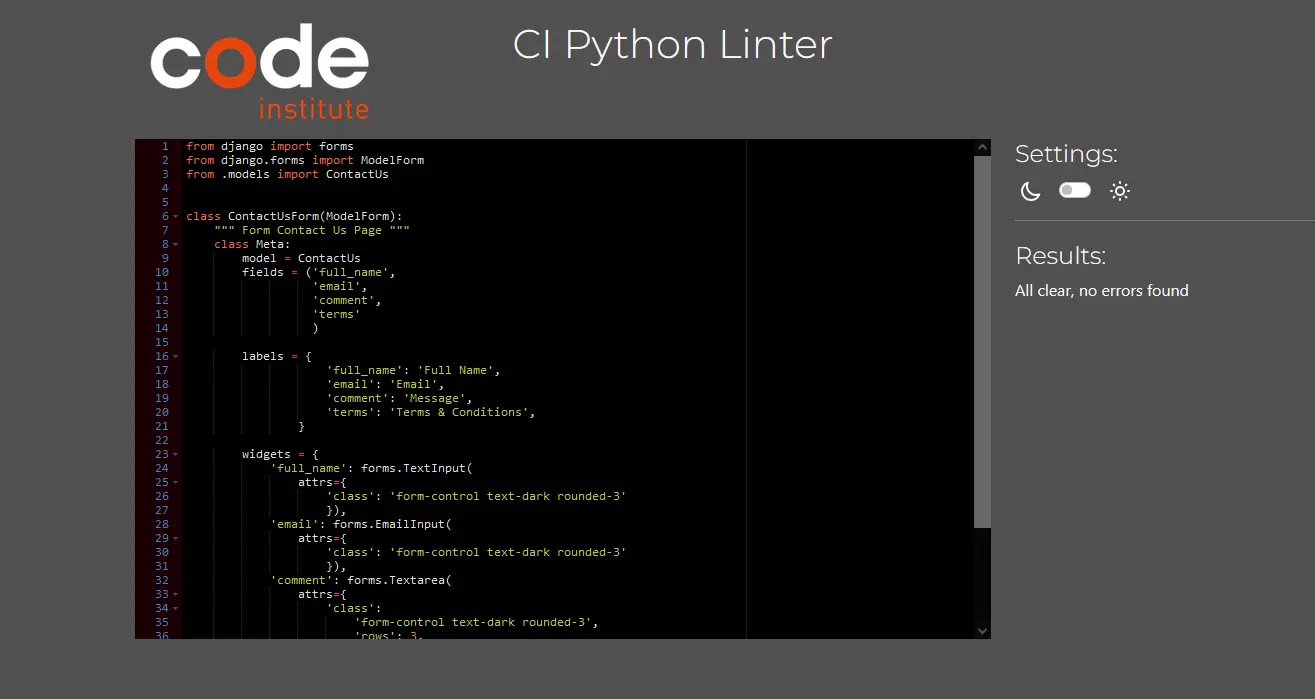 code
institute
CI Python Linter
1 from django import forms
2 from django.forms import ModelForm
3 from .models import ContactUs
4
5
6 class ContactUsForm(ModelForm):
7     """ Form Contact Us Page """
8     class Meta:
9         model = ContactUs
10         fields = ('full_name',
11                   'email',
12                   'comment',
13                   'terms'
14                   )
15
16         labels = {
17                     'full_name': 'Full Name',
18                     'email': 'Email',
19                     'comment': 'Message',
20                     'terms': 'Terms & Conditions',
21                 }
22
23         widgets = {
24             'full_name': forms.TextInput(
25                 attrs={
26                     'class': 'form-control text-dark rounded-3'
27                     }),
28             'email': forms.EmailInput(
29                 attrs={
30                     'class': 'form-control text-dark rounded-3'
31                     }),
32             'comment': forms.Textarea(
33                 attrs={
34                     'class':
35                         'form-control text-dark rounded-3',
36                         'rows': 3,
Settings:
Results:
All clear, no errors found